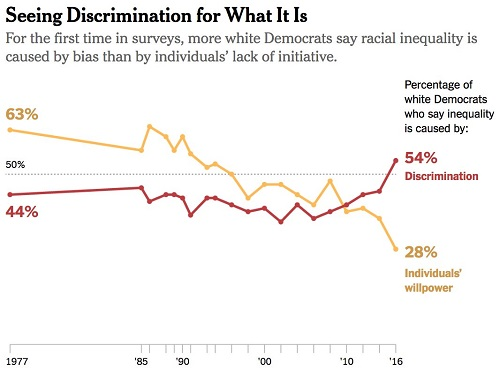 Seeing Discrimination for What It Is
For the first time in surveys, more white Democrats say racial inequality is
caused by bias than by individuals’ lack of initiative.
Percentage of
white Democrats
who say inequality
is caused by:
63%
50%
54%
Discrimination
44%
28%
Individuals’
willpower
1977
’85
’90
’00
’10
’16